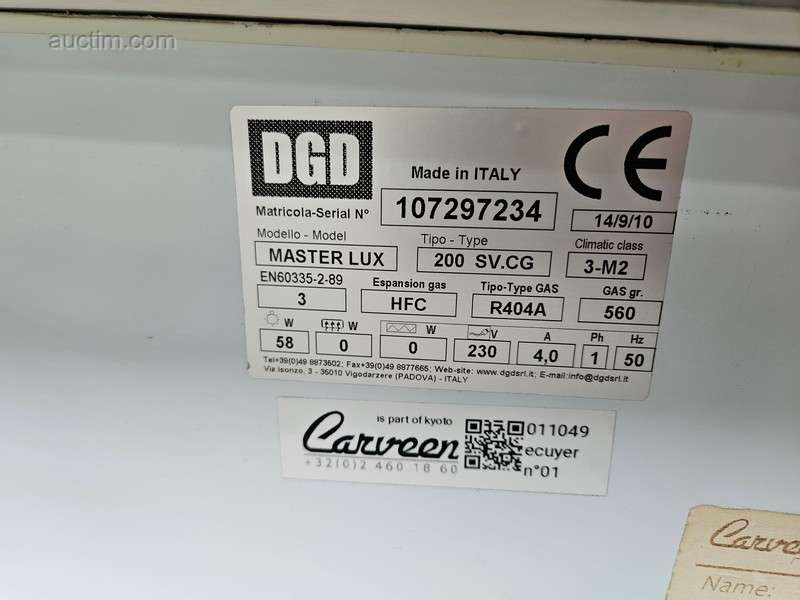 auctim.com
DGD
Made in ITALY
CE
Matricola-Serial N° 107297234 14/9/10
Modello - Model Tipo - Type Climatic class
MASTER LUX 200 SV.CG 3-M2
EN60335-2-89 Espansion gas Tipo-Type GAS GAS gr.
3 HFC R404A 560
W W W V A Ph Hz
58 0 0 230 4,0 1 50
Tel+39(0)49 8873502; Fax+39(0)49 8877665; Web-site: www.dgdsrl.it; E-mail:info@dgdsrl.it
Via Isonzo, 3 - 35010 Vigodarzere (PADOVA) - ITALY
is part of kyoto
Carveen
+32(0)2 460 18 60
011049
ecuyer
n°01
Carveen
Name: